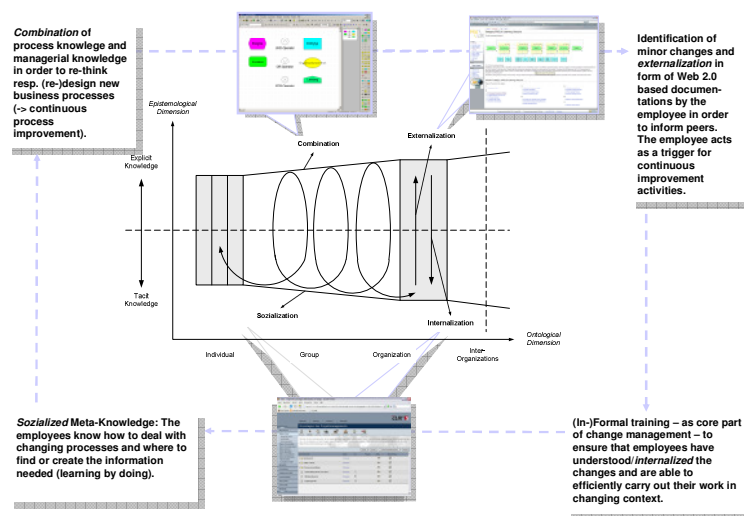 Combination of
process knowlege and
managerial knowledge
in order to re-think
resp. (re-)design new
business processes
(-> continuous
process
improvement).
Identification of
minor changes and
externalization in
form of Web 2.0
based documen-
tations by the
employee in order
to inform peers.
The employee acts
as a trigger for
continuous
improvement
activities.
Epistemological
Dimension
Externalization
Combination
Explicit
Knowledge
Tacit
Knowledge
Sozialization
Internalization
Ontological
Dimension
Individual
Group
Organization
Inter-
Organizations
Sozialized Meta-Knowledge: The
employees know how to deal with
changing processes and where to
find or create the information
needed (learning by doing).
(In-)Formal training – as core part
of change management – to
ensure that employees have
understood/internalized the
changes and are able to
efficiently carry out their work in
changing context.